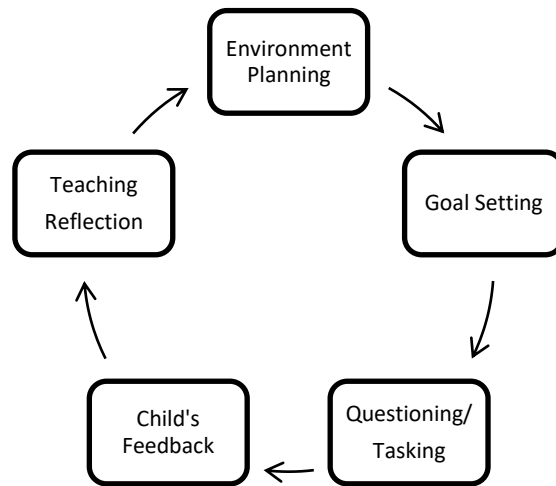 Environment
Planning
Goal Setting
Questioning/
Tasking
Child's
Feedback
Teaching
Reflection